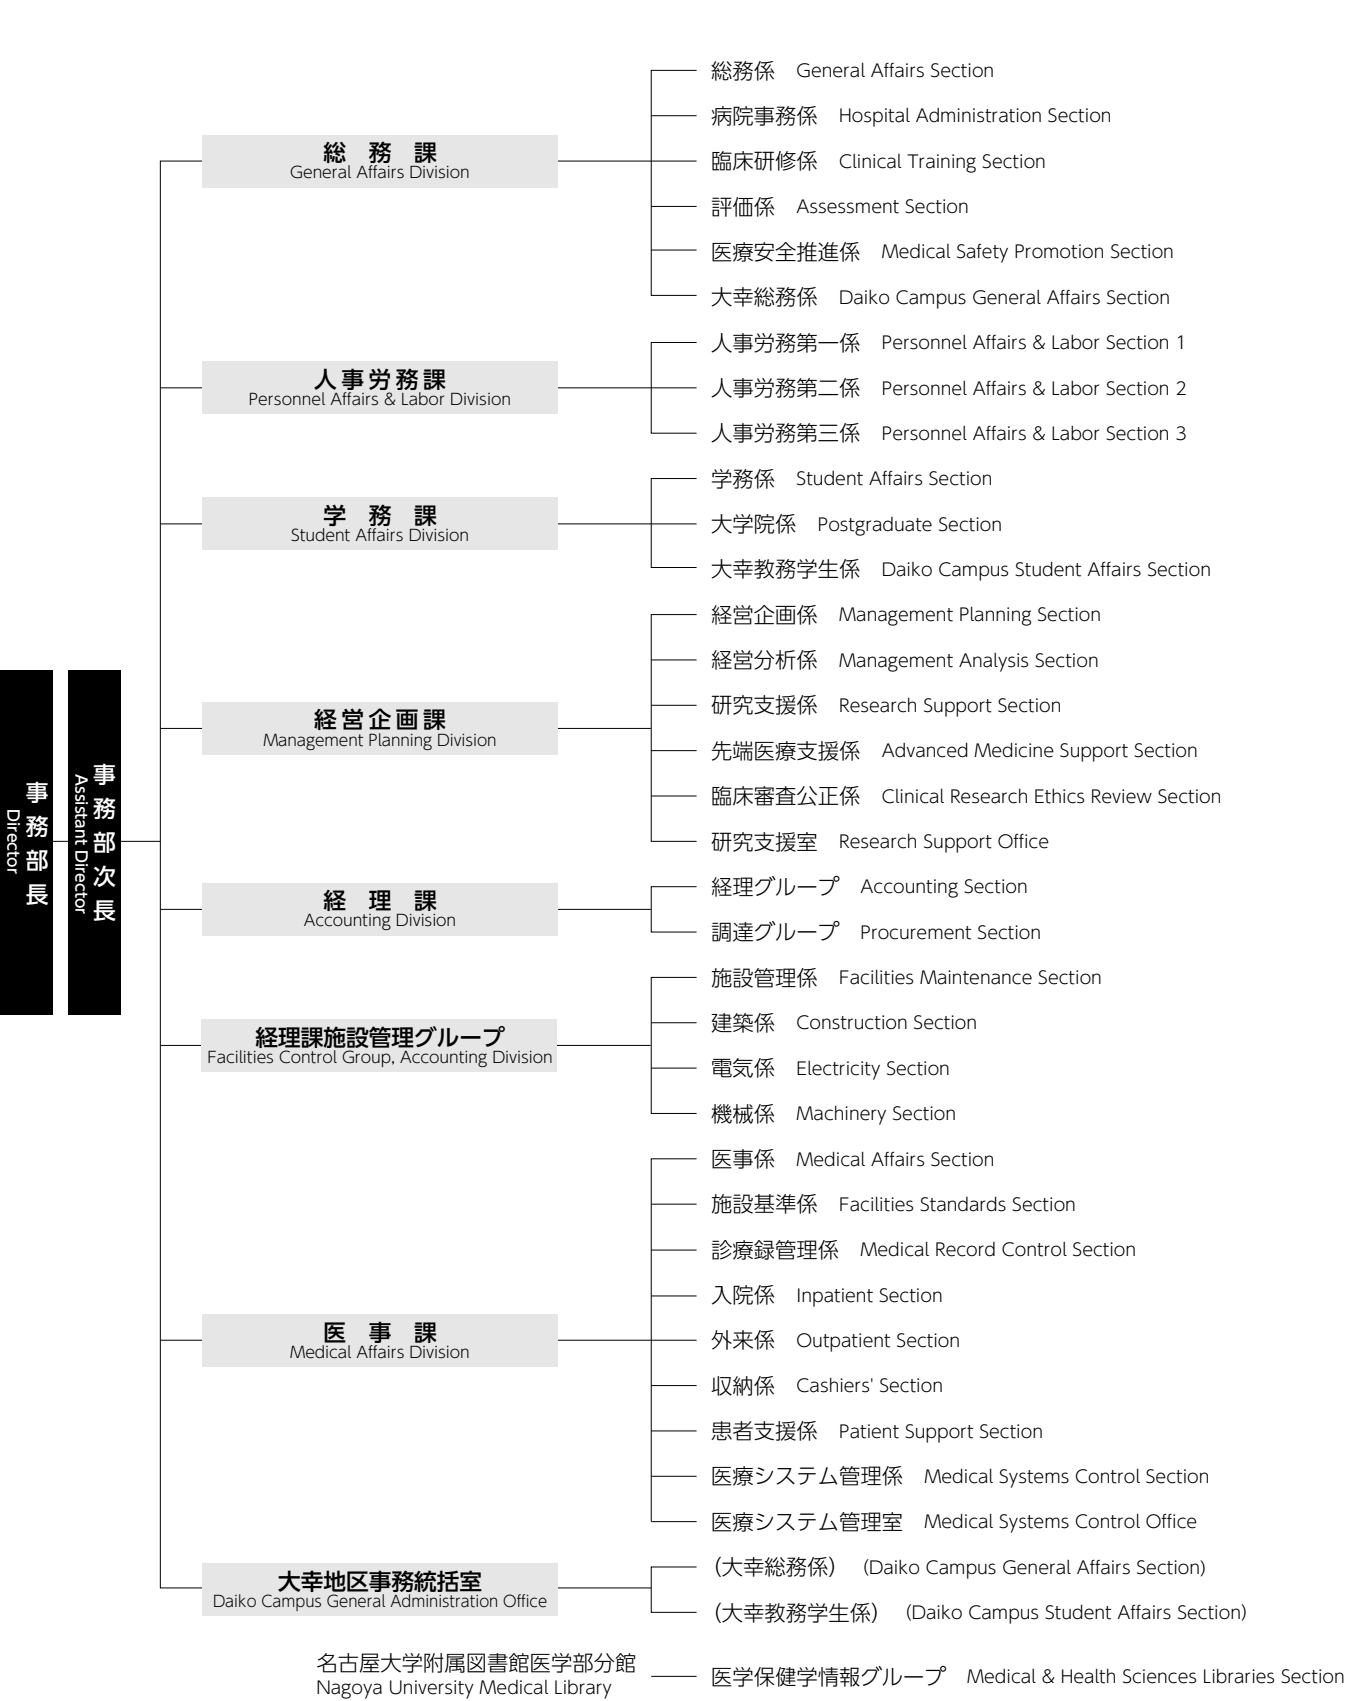 事務部長
Director
事務部次長
Assistant Director
総務課
General Affairs Division
総務係 General Affairs Section
病院事務係 Hospital Administration Section
臨床研修係 Clinical Training Section
評価係 Assessment Section
医療安全推進係 Medical Safety Promotion Section
大幸総務係 Daiko Campus General Affairs Section
人事労務課
Personnel Affairs & Labor Division
人事労務第一係 Personnel Affairs & Labor Section 1
人事労務第二係 Personnel Affairs & Labor Section 2
人事労務第三係 Personnel Affairs & Labor Section 3
学務課
Student Affairs Division
学務係 Student Affairs Section
大学院係 Postgraduate Section
大幸教務学生係 Daiko Campus Student Affairs Section
経営企画課
Management Planning Division
経営企画係 Management Planning Section
経営分析係 Management Analysis Section
研究支援係 Research Support Section
先端医療支援係 Advanced Medicine Support Section
臨床審査公正係 Clinical Research Ethics Review Section
研究支援室 Research Support Office
経理課
Accounting Division
経理グループ Accounting Section
調達グループ Procurement Section
経理課施設管理グループ
Facilities Control Group, Accounting Division
施設管理係 Facilities Maintenance Section
建築係 Construction Section
電気係 Electricity Section
機械係 Machinery Section
医事課
Medical Affairs Division
医事係 Medical Affairs Section
施設基準係 Facilities Standards Section
診療録管理係 Medical Record Control Section
入院係 Inpatient Section
外来係 Outpatient Section
収納係 Cashiers' Section
患者支援係 Patient Support Section
医療システム管理係 Medical Systems Control Section
医療システム管理室 Medical Systems Control Office
大幸地区事務統括室
Daiko Campus General Administration Office
（大幸総務係） (Daiko Campus General Affairs Section)
（大幸教務学生係） (Daiko Campus Student Affairs Section)
名古屋大学附属図書館医学部分館
Nagoya University Medical Library
医学保健学情報グループ Medical & Health Sciences Libraries Section